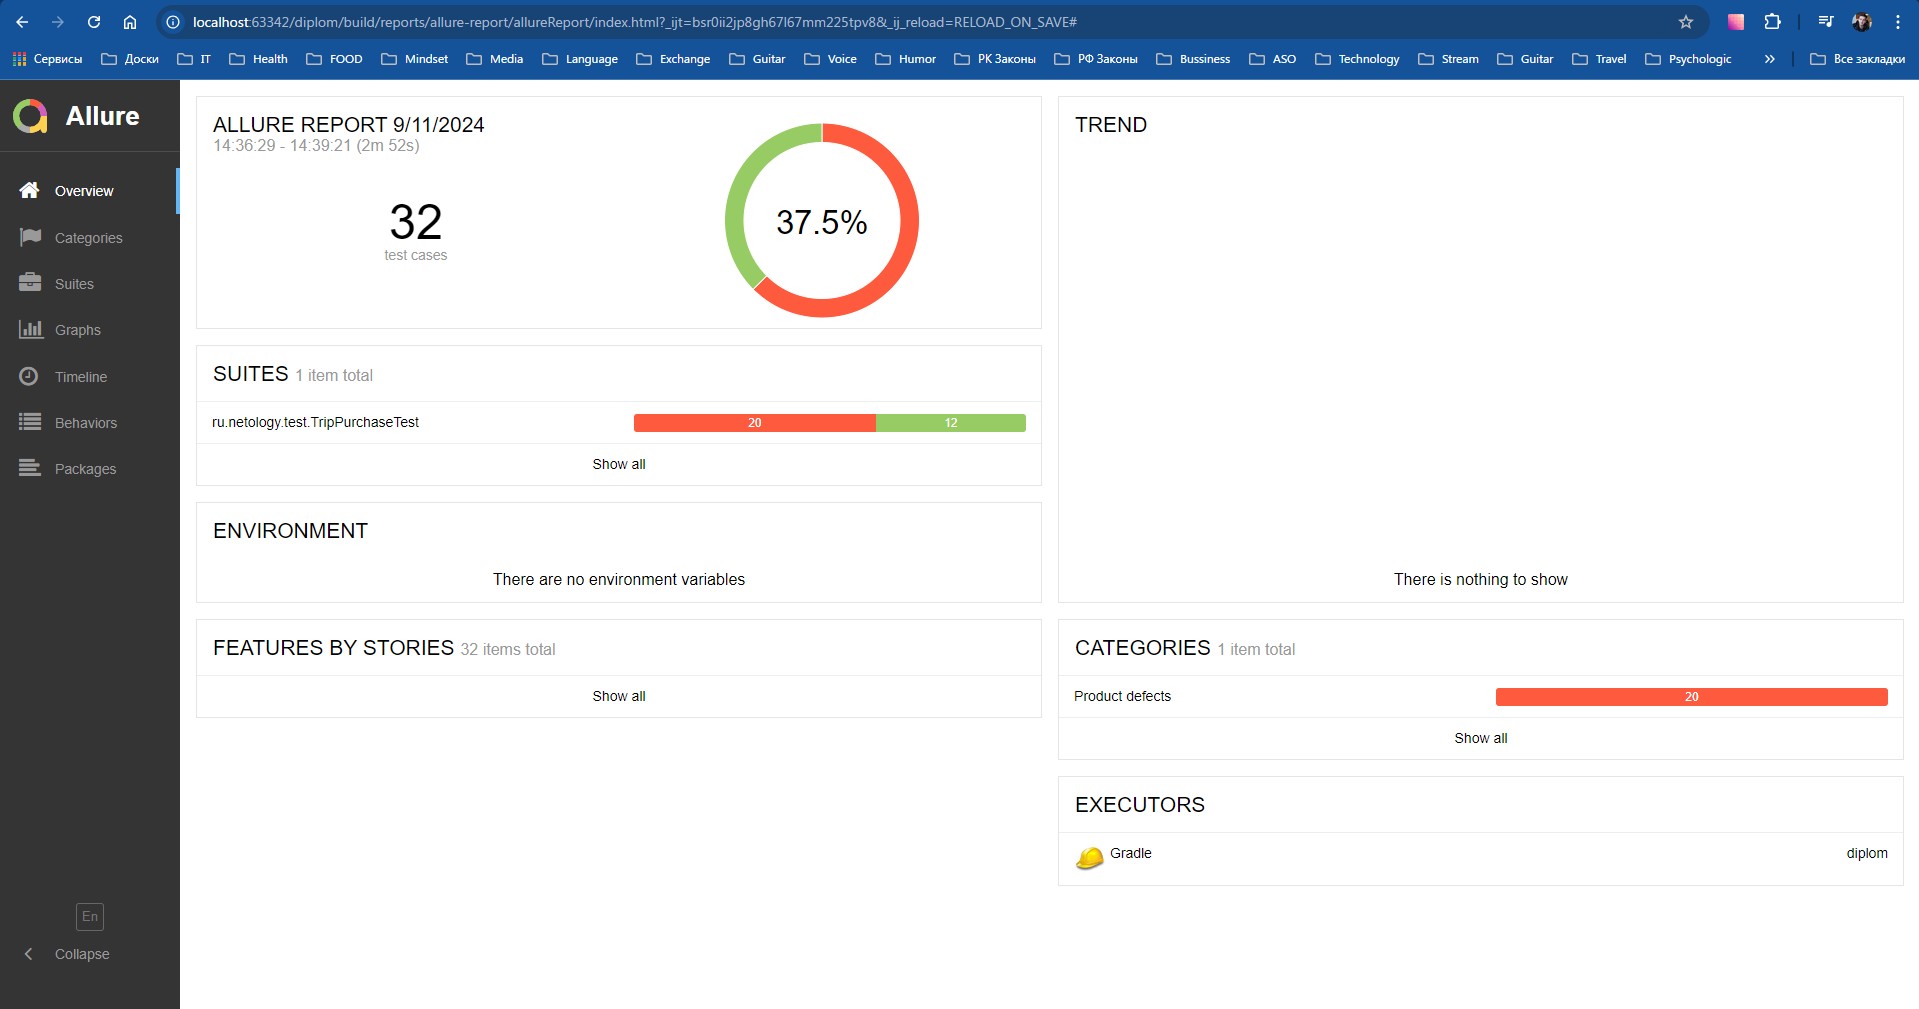 localhost:63342/diplom/build/reports/allure-report/allureReport/index.html?_ijt=bsr0ii2jp8gh67l67mm225tpv8&_ij_reload=RELOAD_ON_SAVE#
Сервисы Доски IT Health FOOD Mindset Media Language Exchange Guitar Voice Humor РК Законы РФ Законы Bussiness ASO Technology Stream Guitar Travel Psychologic » Все закладки
Allure
Overview
Categories
Suites
Graphs
Timeline
Behaviors
Packages
En
Collapse
ALLURE REPORT 9/11/2024
14:36:29 - 14:39:21 (2m 52s)
32
test cases
37.5%
SUITES 1 item total
ru.netology.test.TripPurchaseTest 20 12
Show all
ENVIRONMENT
There are no environment variables
FEATURES BY STORIES 32 items total
Show all
TREND
There is nothing to show
CATEGORIES 1 item total
Product defects 20
Show all
EXECUTORS
Gradle diplom